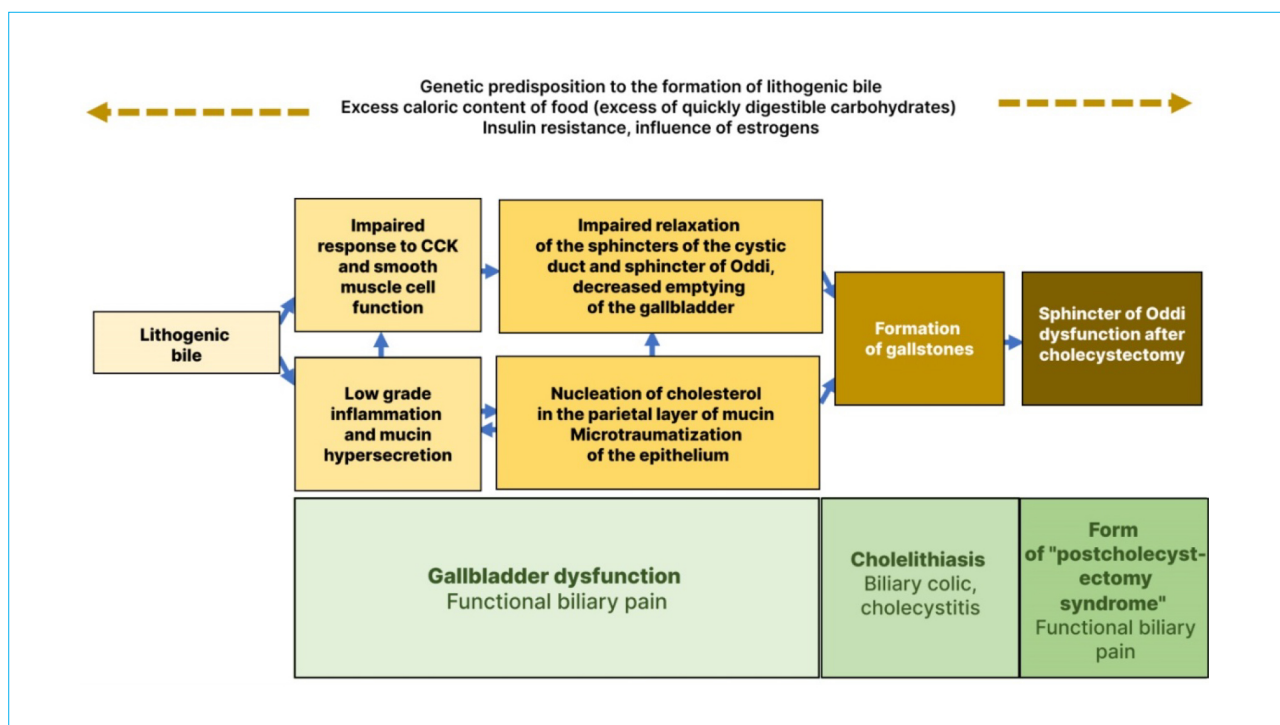 Genetic predisposition to the formation of lithogenic bile
Excess caloric content of food (excess of quickly digestible carbohydrates)
Insulin resistance, influence of estrogens
Lithogenic
bile
Impaired
response to CCK
and smooth
muscle cell
function
Impaired relaxation
of the sphincters of the cystic
duct and sphincter of Oddi,
decreased emptying
of the gallbladder
Low grade
inflammation
and mucin
hypersecretion
Nucleation of cholesterol
in the parietal layer of mucin
Microtraumatization
of the epithelium
Formation
of gallstones
Sphincter of Oddi
dysfunction after
cholecystectomy
Gallbladder dysfunction
Functional biliary pain
Cholelithiasis
Biliary colic,
cholecystitis
Form
of "postcholecyst-
ectomy
syndrome"
Functional biliary
pain